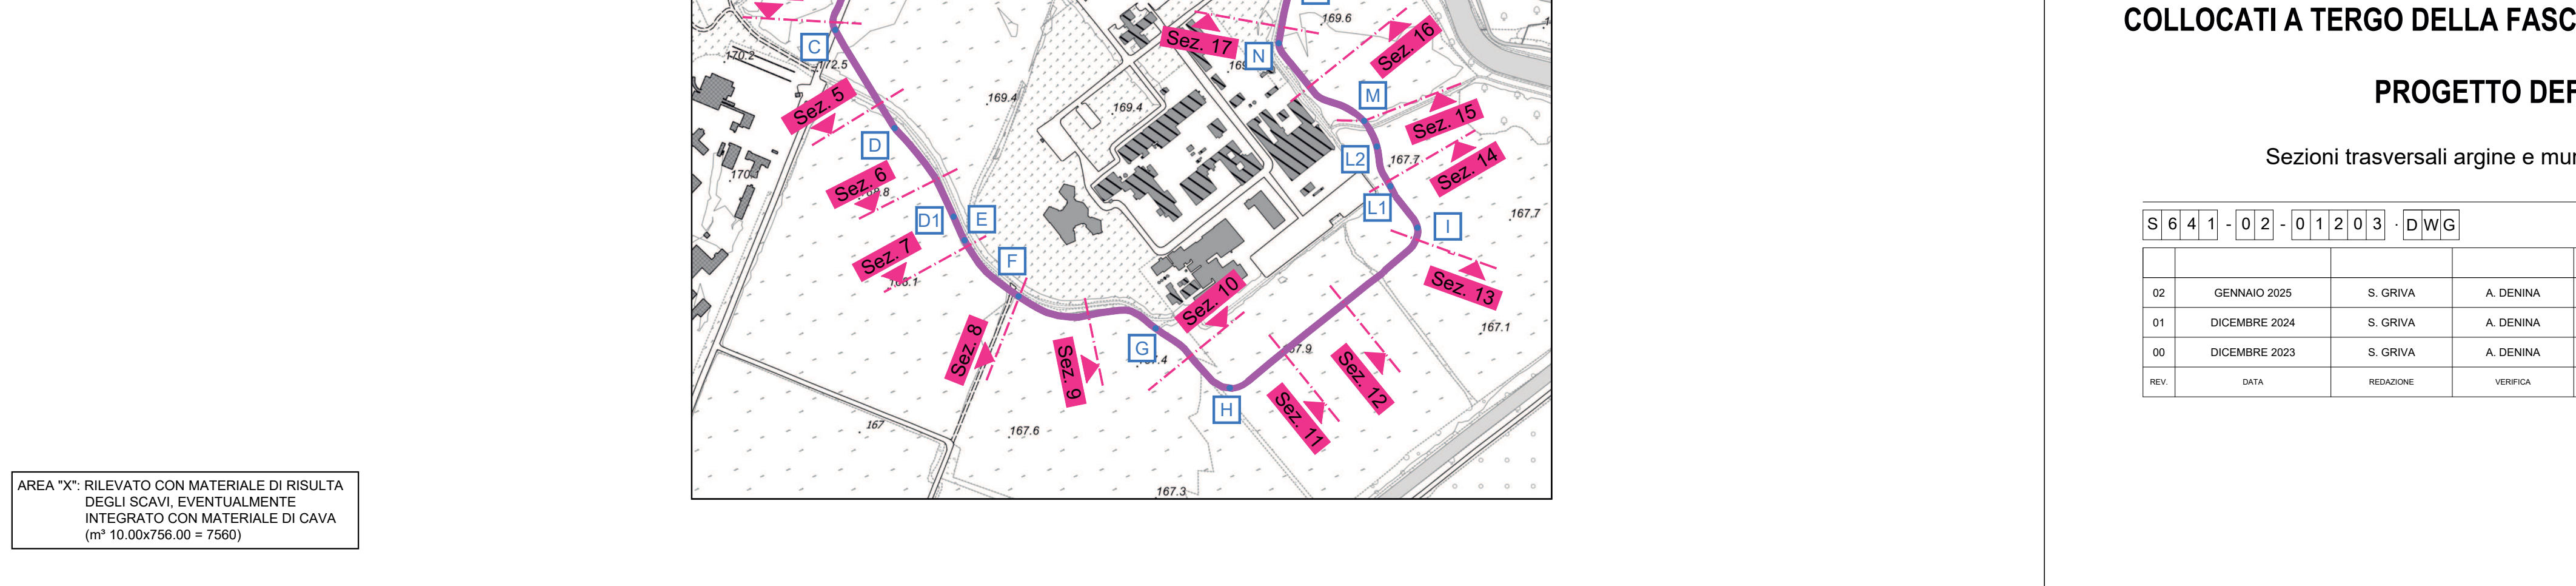 AREA "X": RILEVATO CON MATERIALE DI RISULTA
DEGLI SCAVI, EVENTUALMENTE
INTEGRATO CON MATERIALE DI CAVA
(m³ 10.00x756.00 = 7560)
C
170.2
172.5
Sez. 5
D
Sez. 6
D1
E
Sez. 7
F
Sez. 8
Sez. 9
G
Sez. 10
H
Sez. 11
Sez. 12
Sez. 13
I
L1
L2
Sez. 14
Sez. 15
M
Sez. 16
N
Sez. 17
169.6
169.4
169.4
167.7
167.7
167.1
167
167.6
167.3
COLLOCATI A TERGO DELLA FASC
PROGETTO DEF
Sezioni trasversali argine e mur
S641-02-01203.DWG
02 GENNAIO 2025 S. GRIVA A. DENINA
01 DICEMBRE 2024 S. GRIVA A. DENINA
00 DICEMBRE 2023 S. GRIVA A. DENINA
REV. DATA REDAZIONE VERIFICA